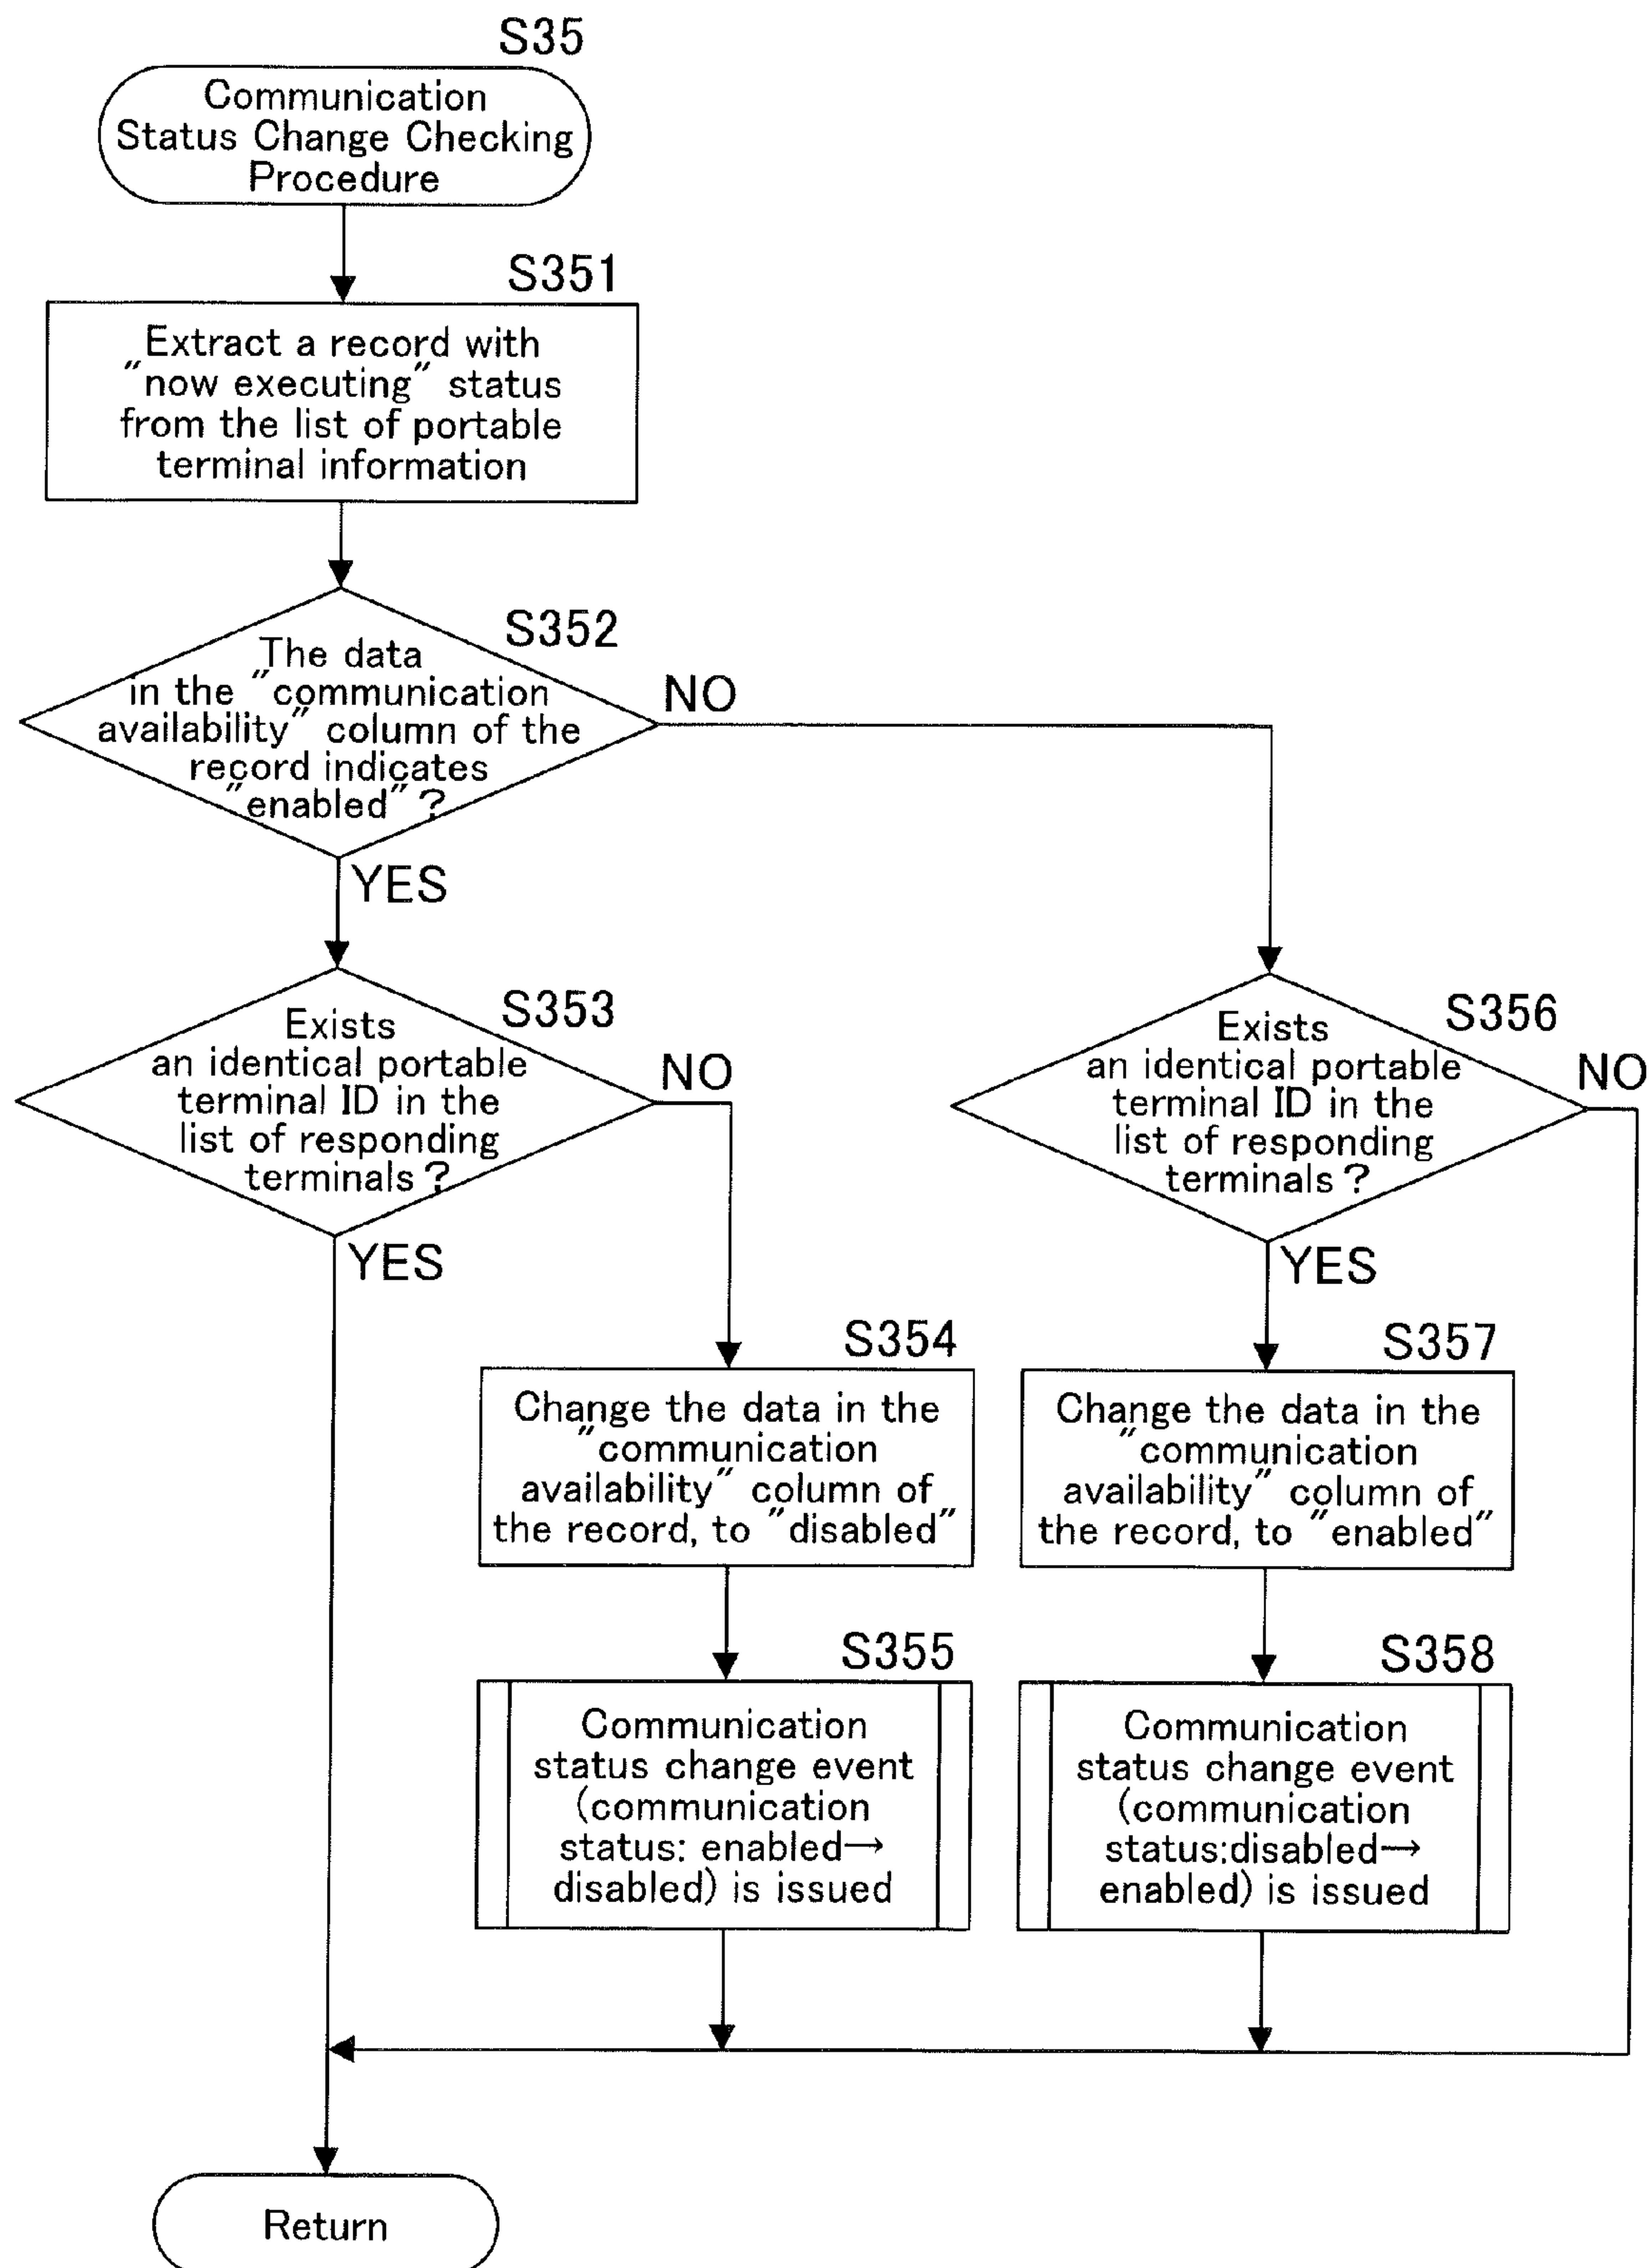 S35
Communication
Status Change Checking
Procedure
S351
Extract a record with
"now executing" status
from the list of portable
terminal information
S352
The data
in the "communication
availability" column of the
record indicates
"enabled"?
NO
YES
S353
Exists
an identical portable
terminal ID in the
list of responding
terminals?
NO
YES
S356
Exists
an identical portable
terminal ID in the
list of responding
terminals?
NO
YES
S354
Change the data in the
"communication
availability" column of
the record, to "disabled"
S357
Change the data in the
"communication
availability" column of
the record, to "enabled"
S355
Communication
status change event
(communication
status: enabled→
disabled) is issued
S358
Communication
status change event
(communication
status:disabled→
enabled) is issued
Return